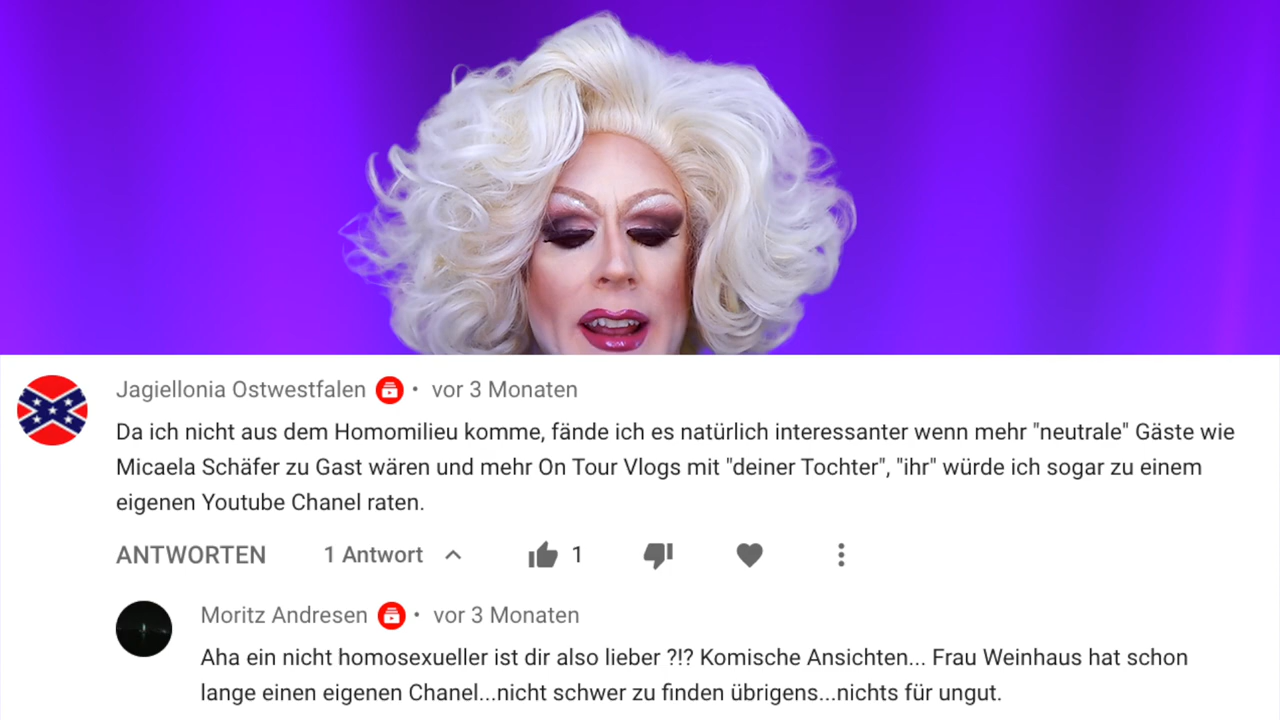 Jagiellonia Ostwestfalen • vor 3 Monaten
Da ich nicht aus dem Homomilieu komme, fände ich es natürlich interessanter wenn mehr "neutrale" Gäste wie
Micaela Schäfer zu Gast wären und mehr On Tour Vlogs mit "deiner Tochter", "ihr" würde ich sogar zu einem
eigenen Youtube Chanel raten.
ANTWORTEN 1 Antwort 1
Moritz Andresen • vor 3 Monaten
Aha ein nicht homosexueller ist dir also lieber ?!? Komische Ansichten... Frau Weinhaus hat schon
lange einen eigenen Chanel...nicht schwer zu finden übrigens...nichts für ungut.